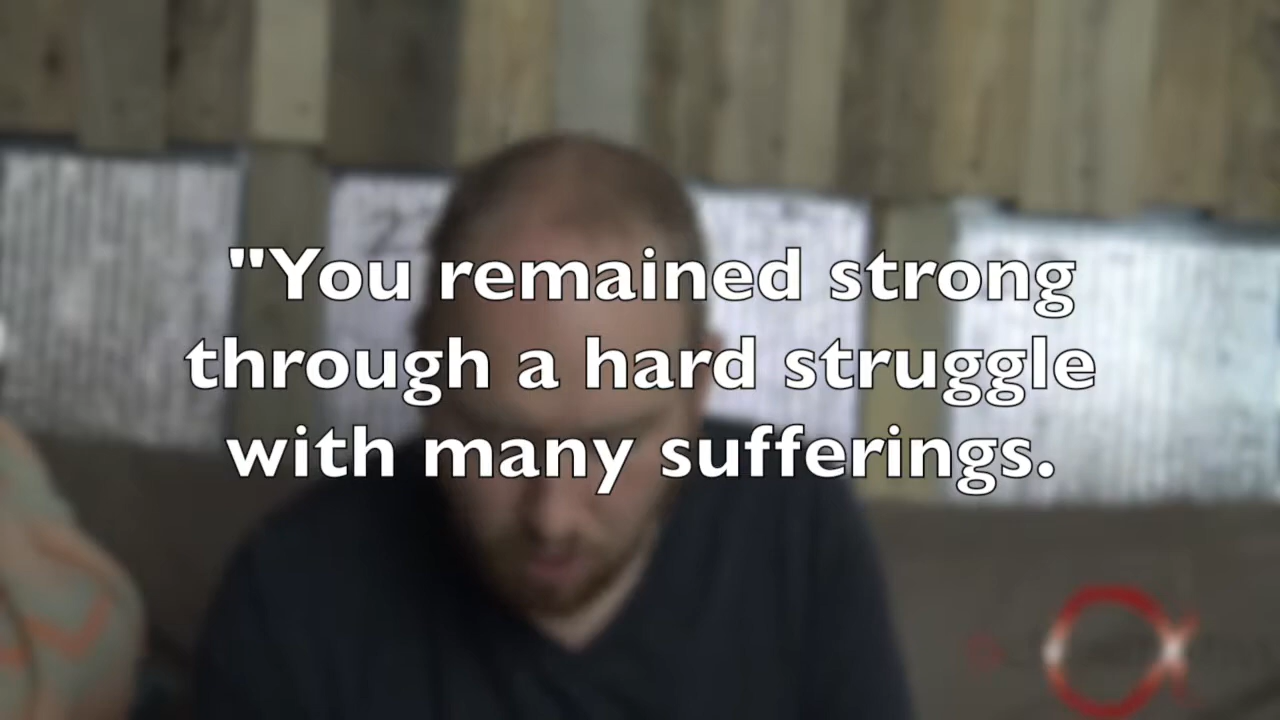 "You remained strong
through a hard struggle
with many sufferings.